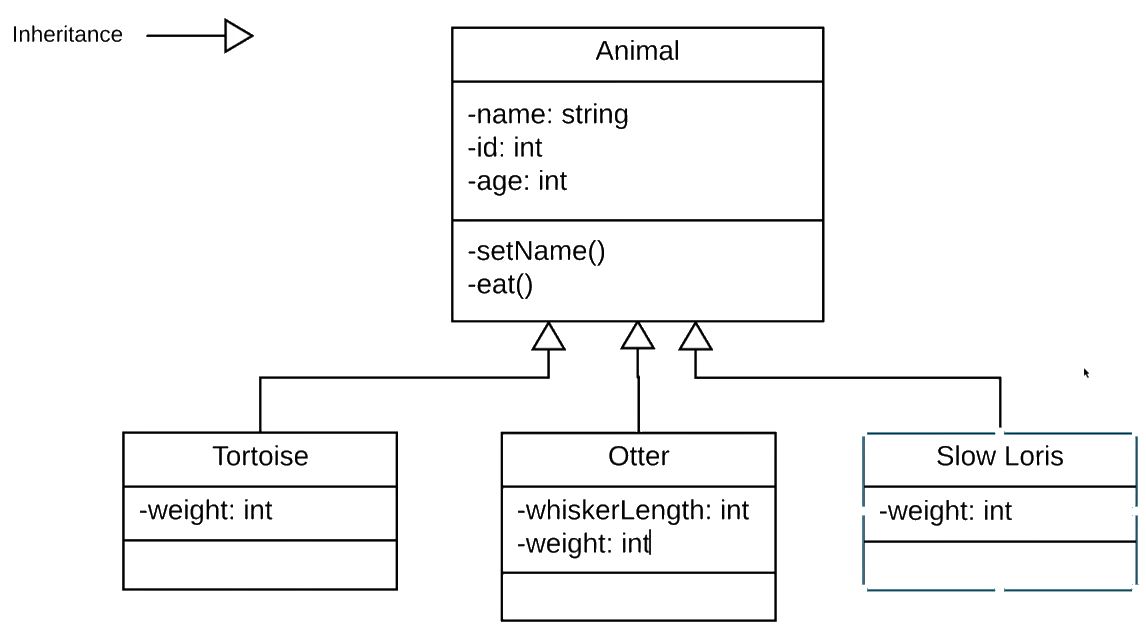 Inheritance
Animal
-name: string
-id: int
-age: int
-setName()
-eat()
Tortoise
-weight: int
Otter
-whiskerLength: int
-weight: int
Slow Loris
-weight: int